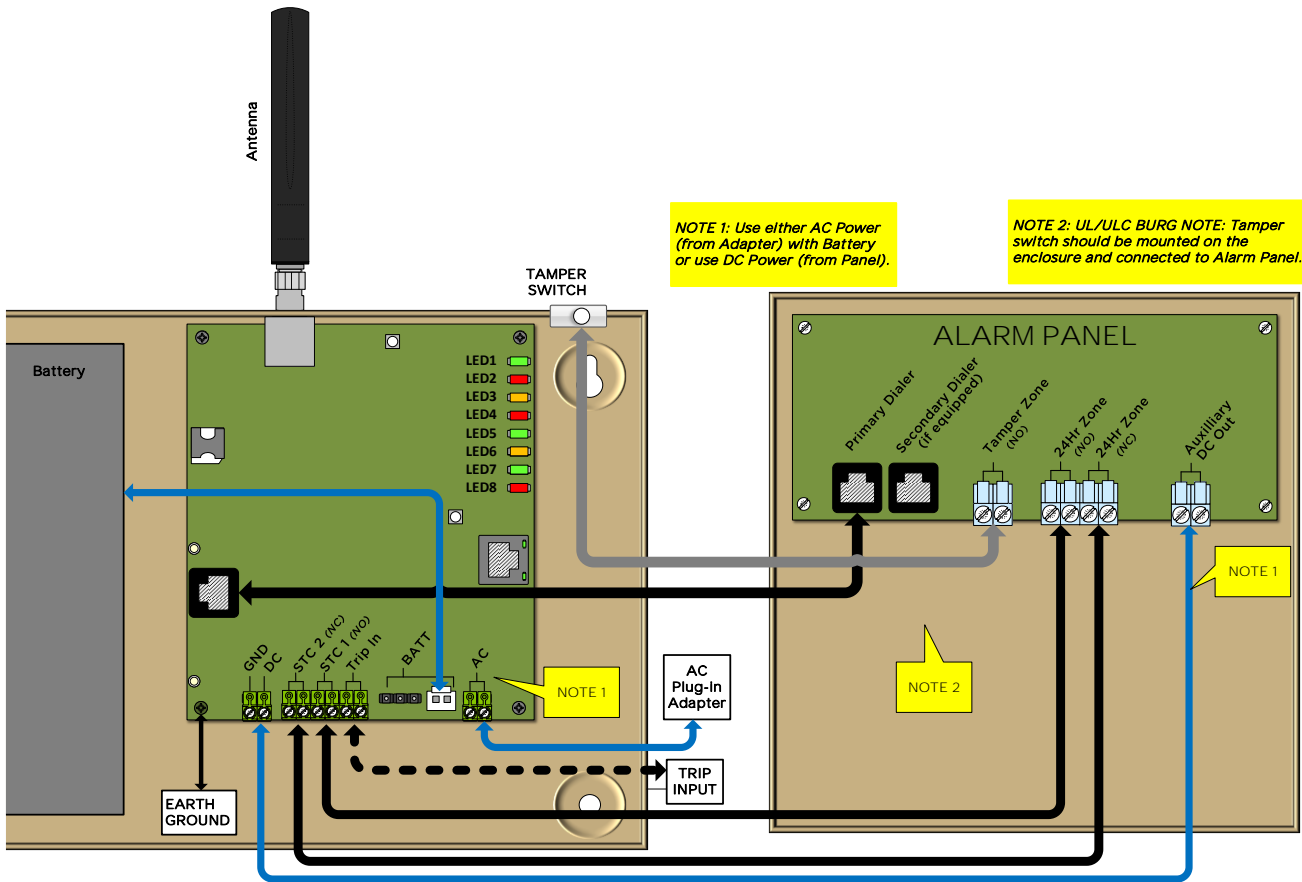 Antenna
NOTE 1: Use either AC Power
(from Adapter) with Battery
or use DC Power (from Panel).
NOTE 2: UL/ULC BURG NOTE: Tamper
switch should be mounted on the
enclosure and connected to Alarm Panel.
TAMPER
SWITCH
Battery
LED1
LED2
LED3
LED4
LED5
LED6
LED7
LED8
ALARM PANEL
Primary Dialer
Secondary Dialer
(if equipped)
Tamper Zone
(NO)
24Hr Zone
(NO)
24Hr Zone
(NC)
Auxilliary
DC Out
NOTE 1
NOTE 2
GND
DC
STC 2 (NC)
STC 1 (NO)
Trip In
BATT
AC
NOTE 1
AC
Plug-In
Adapter
TRIP
INPUT
EARTH
GROUND